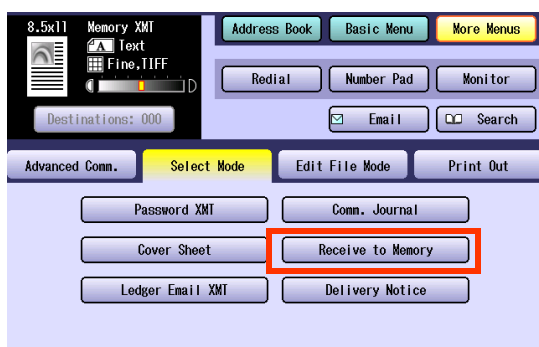 8.5x11 Memory XMT
A Text
Fine,TIFF
Destinations: 000
Address Book Basic Menu More Menus
Redial Number Pad Monitor
Email Search
Advanced Comm. Select Mode Edit File Mode Print Out
Password XMT Comm. Journal
Cover Sheet Receive to Memory
Ledger Email XMT Delivery Notice